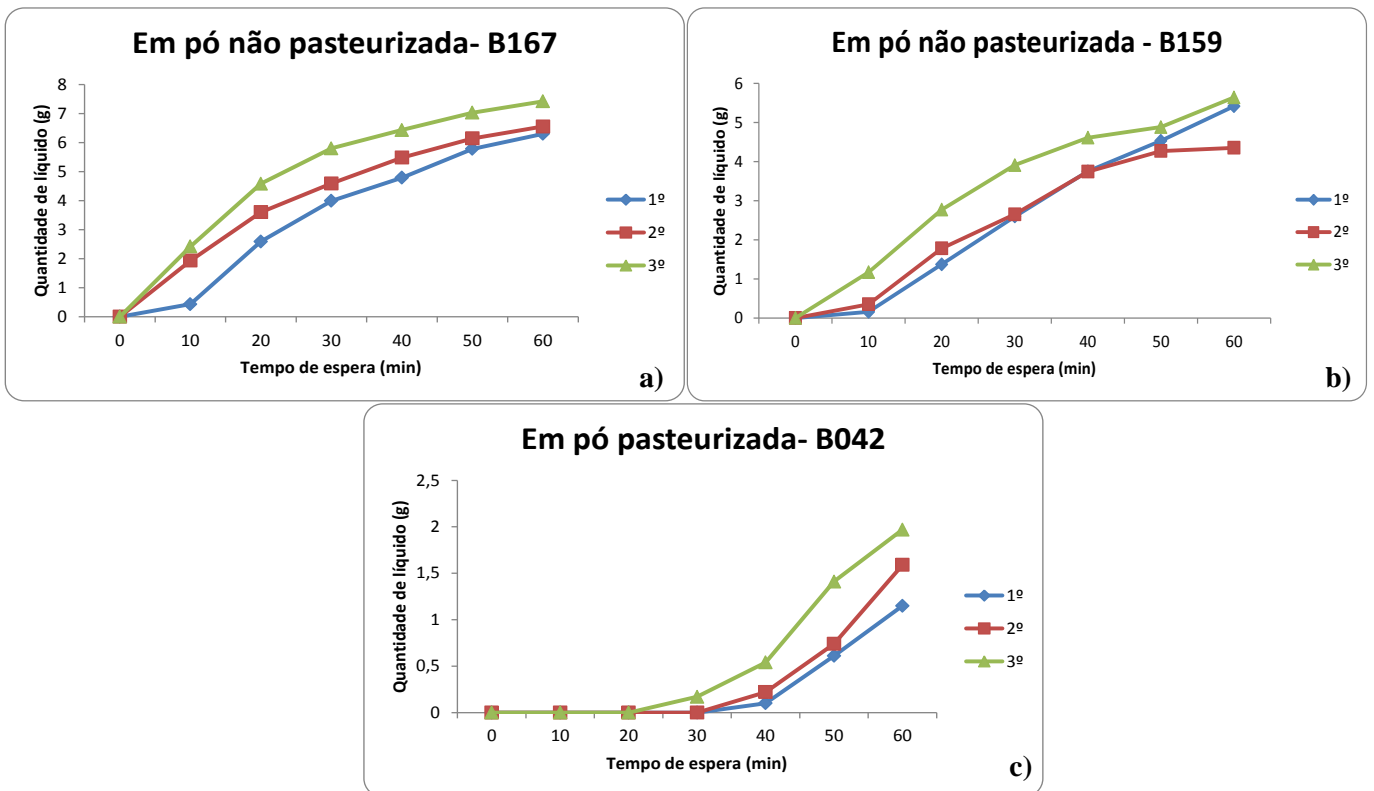 Em pó não pasteurizada- B167
Quantidade de líquido (g)
8
7
6
5
4
3
2
1
0
0 10 20 30 40 50 60
Tempo de espera (min)
1º
2º
3º
a)
Em pó não pasteurizada - B159
Quantidade de líquido (g)
6
5
4
3
2
1
0
0 10 20 30 40 50 60
Tempo de espera (min)
1º
2º
3º
b)
Em pó pasteurizada- B042
Quantidade de líquido (g)
2,5
2
1,5
1
0,5
0
0 10 20 30 40 50 60
Tempo de espera (min)
1º
2º
3º
c)